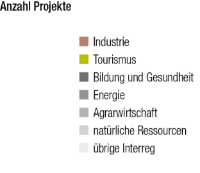 Anzahl Projekte
Industrie
Tourismus
Bildung und Gesundheit
Energie
Agrarwirtschaft
natürliche Ressourcen
übrige Interreg